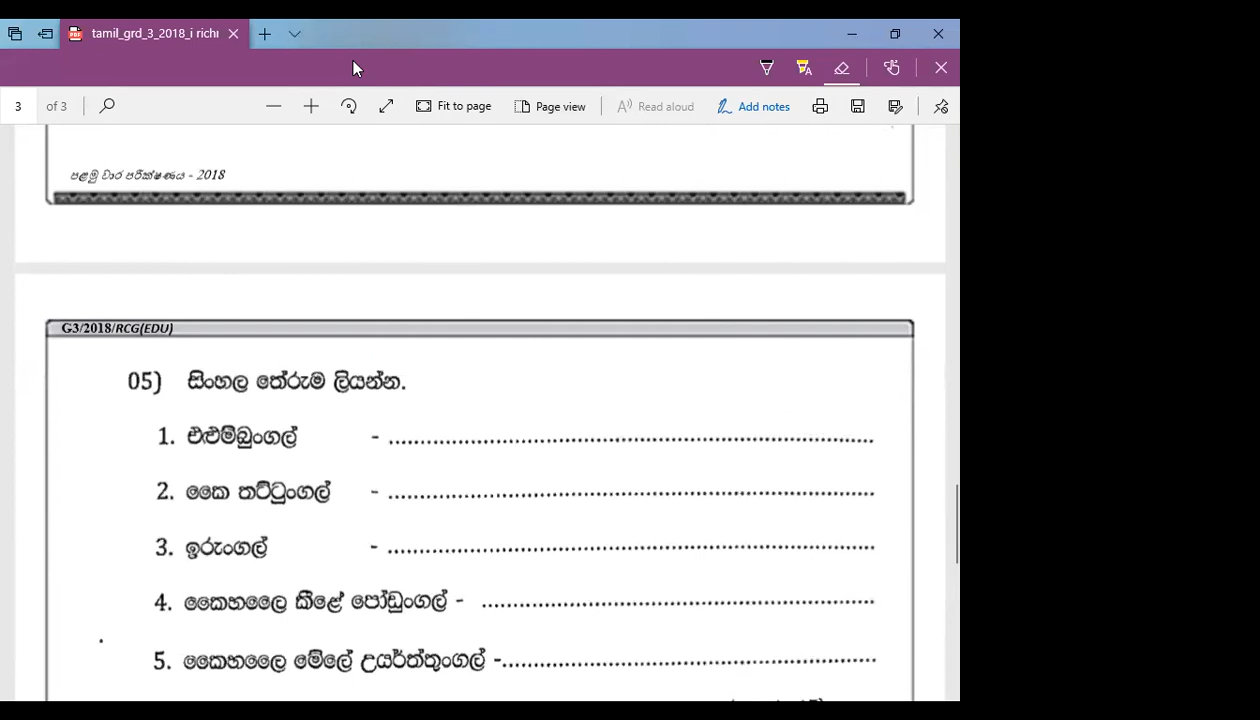 tamil_grd_3_2018_i richı
3 of 3 Fit to page Page view Read aloud Add notes
පළමු වාර පරික්ෂණය - 2018
G3/2018/RCG(EDU)
05) සිංහල තේරුම ලියන්න.
1. එළුම්බුංගල් - ..........................................................................
2. කෛ තට්ටුංගල් - ..........................................................................
3. ඉරුංගල් - ..........................................................................
4. කෛහලෛ කීළේ පෝඩුංගල් - ............................................................
5. කෛහලෛ මේලේ උයර්ත්තුංගල් -.........................................................